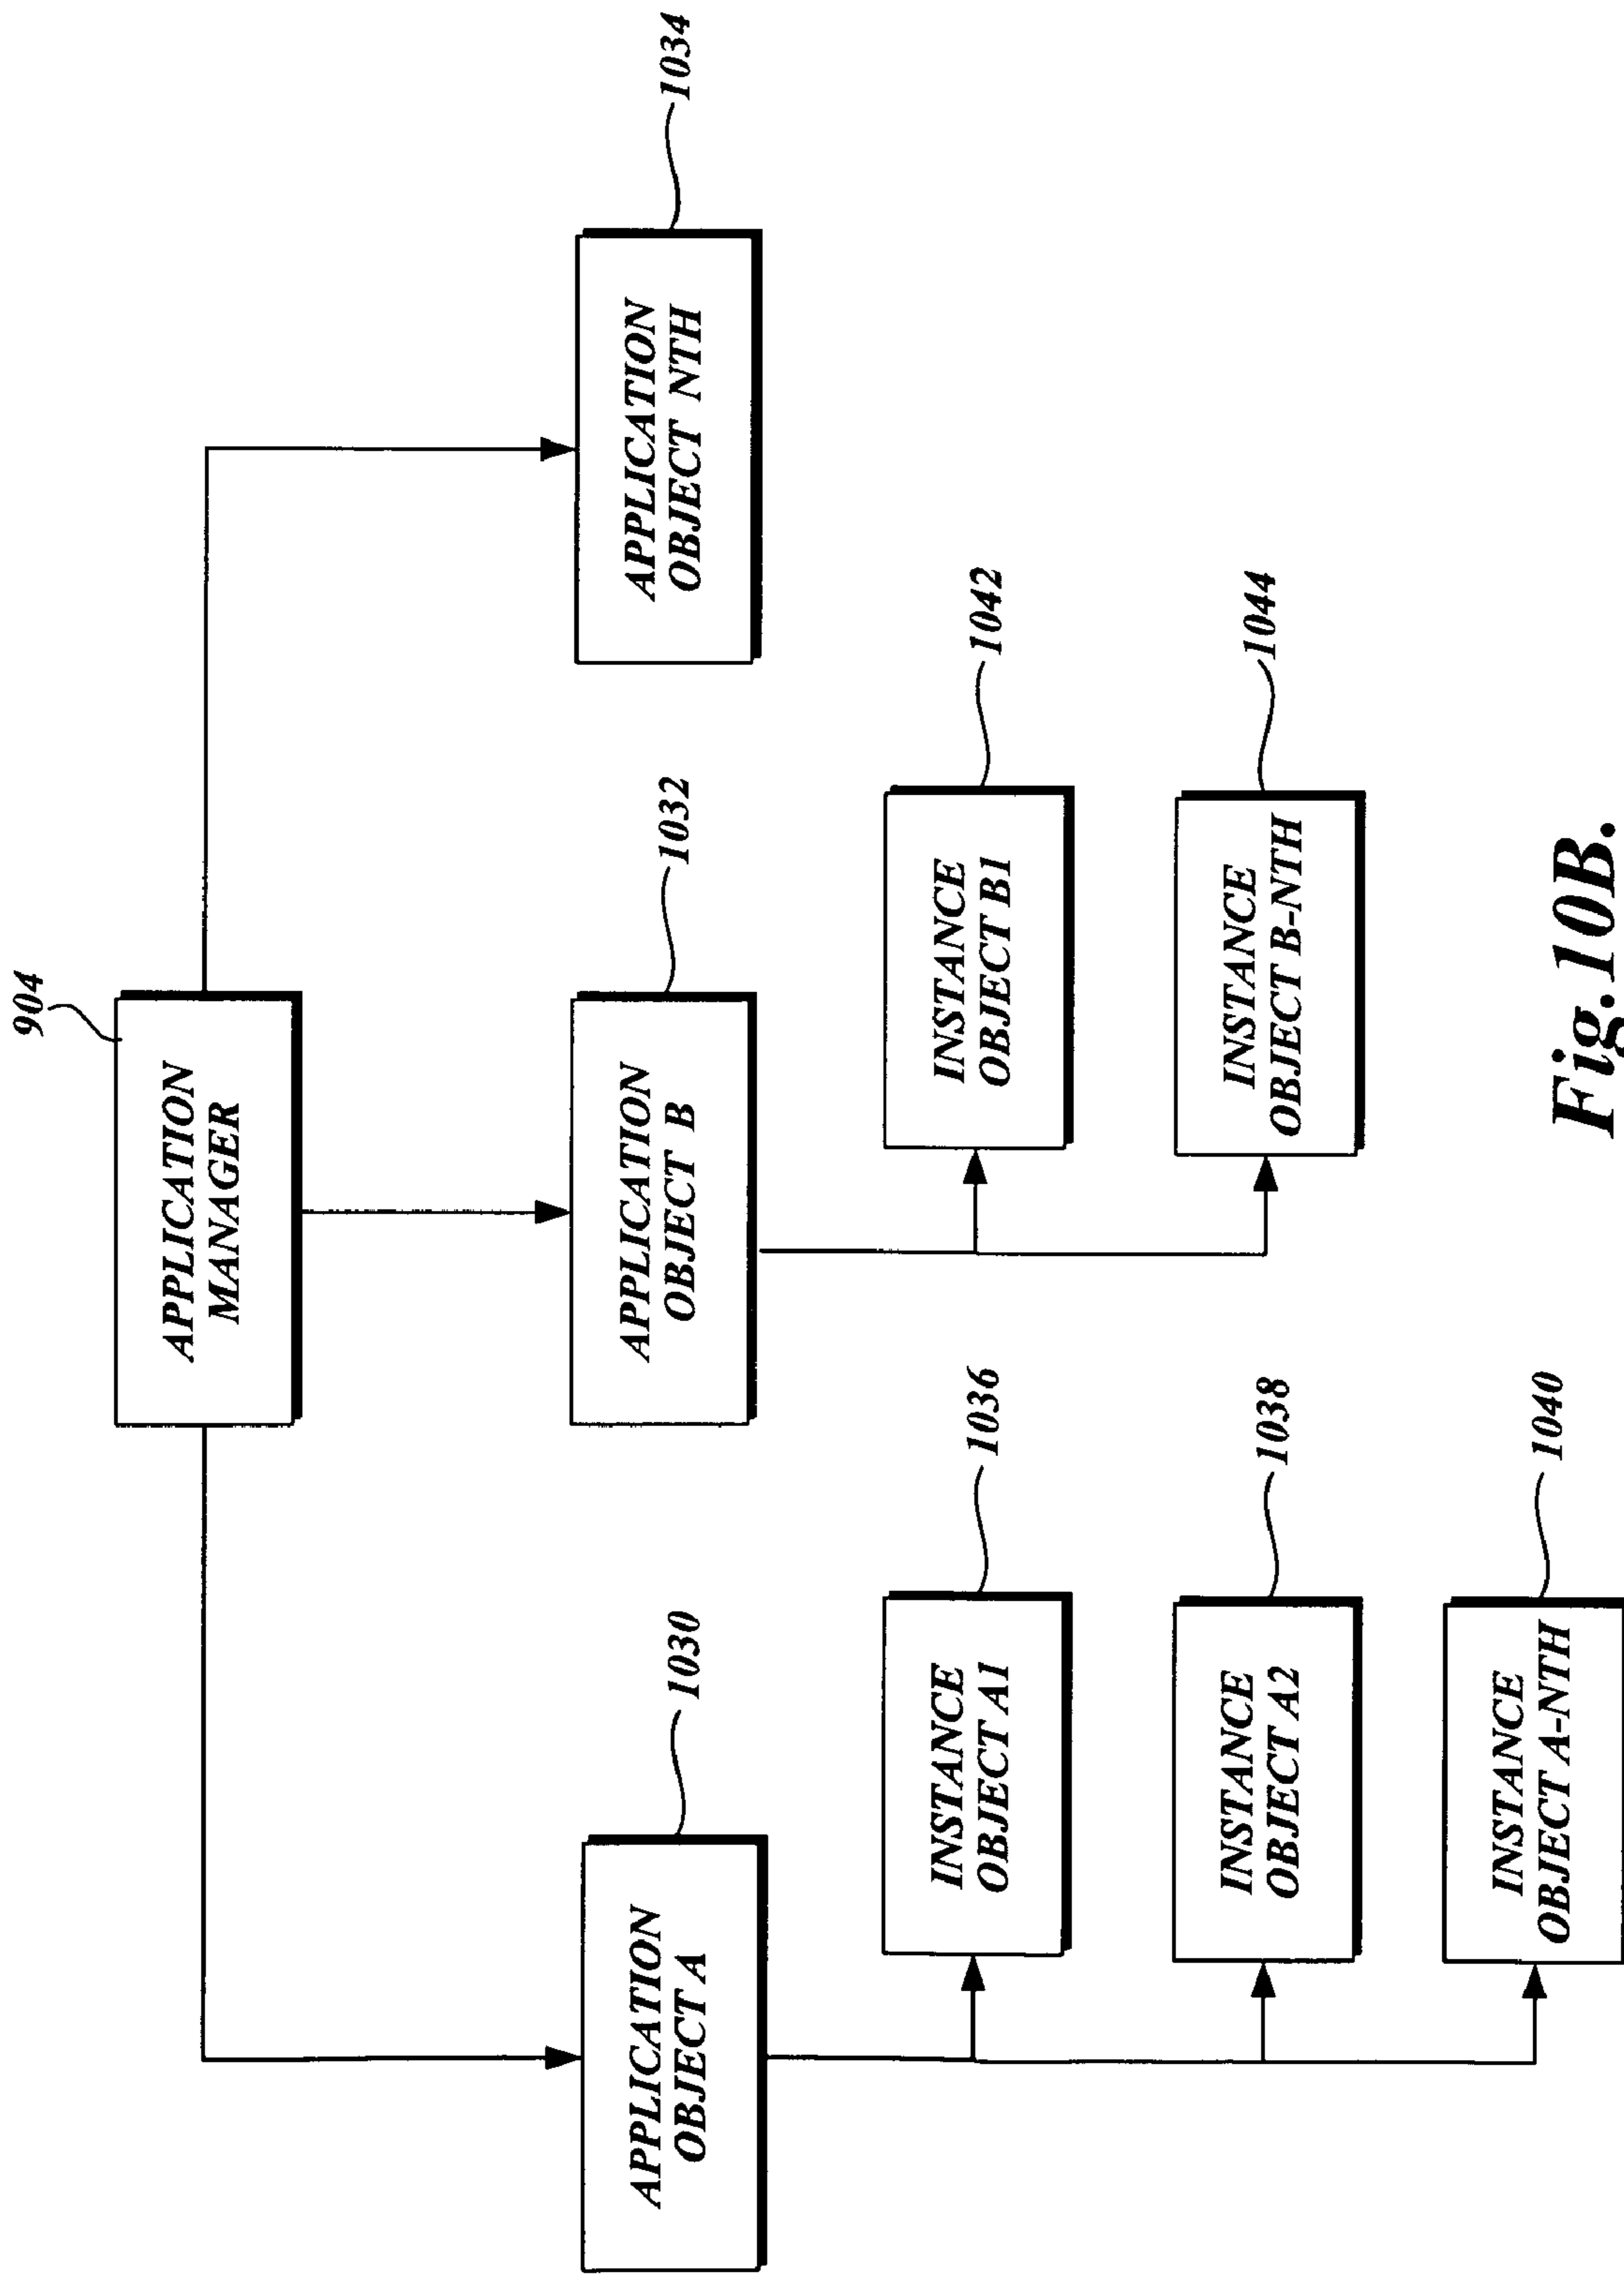 904
APPLICATION
MANAGER
1030
APPLICATION
OBJECT A
1032
APPLICATION
OBJECT B
1034
APPLICATION
OBJECT NTH
1036
INSTANCE
OBJECT A1
1042
INSTANCE
OBJECT B1
1038
INSTANCE
OBJECT A2
1044
INSTANCE
OBJECT B-NTH
1040
INSTANCE
OBJECT A-NTH
Fig.10B.